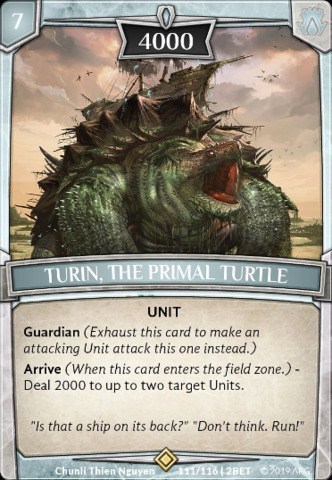 7
4000
TURIN, THE PRIMAL TURTLE
UNIT
Guardian (Exhaust this card to make an
attacking Unit attack this one instead.)
Arrive (When this card enters the field zone.) -
Deal 2000 to up to two target Units.
"Is that a ship on its back?" "Don't think. Run!"
Chunli Thien Nguyen 111/116 | 2BET © 2019 ARG